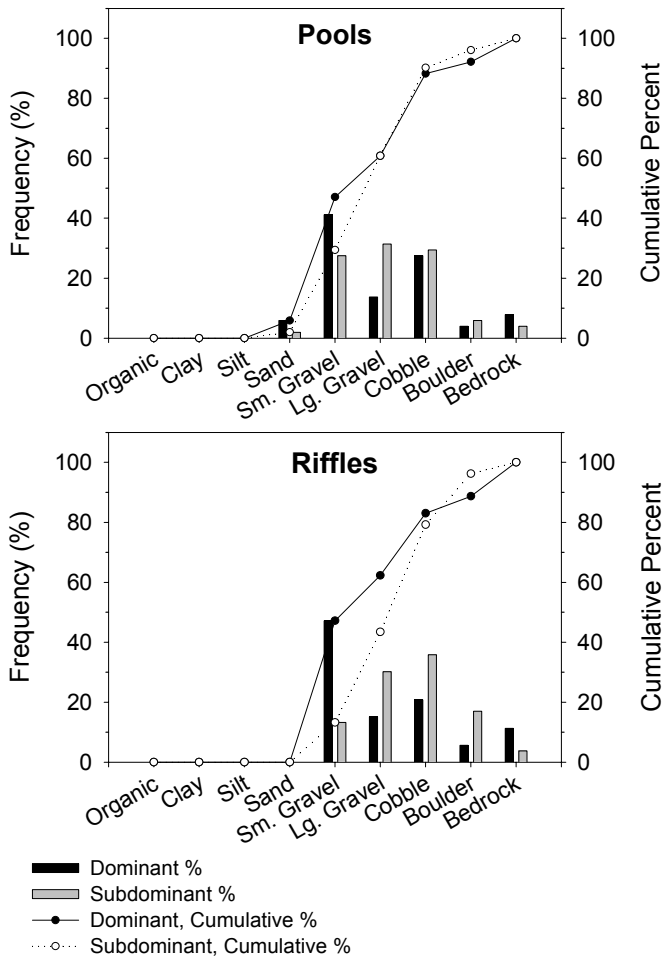 Pools
Frequency (%)
Cumulative Percent
100
80
60
40
20
0
100
80
60
40
20
0
Organic
Clay
Silt
Sand
Sm. Gravel
Lg. Gravel
Cobble
Boulder
Bedrock
Riffles
Frequency (%)
Cumulative Percent
100
80
60
40
20
0
100
80
60
40
20
0
Organic
Clay
Silt
Sand
Sm. Gravel
Lg. Gravel
Cobble
Boulder
Bedrock
Dominant %
Subdominant %
Dominant, Cumulative %
Subdominant, Cumulative %